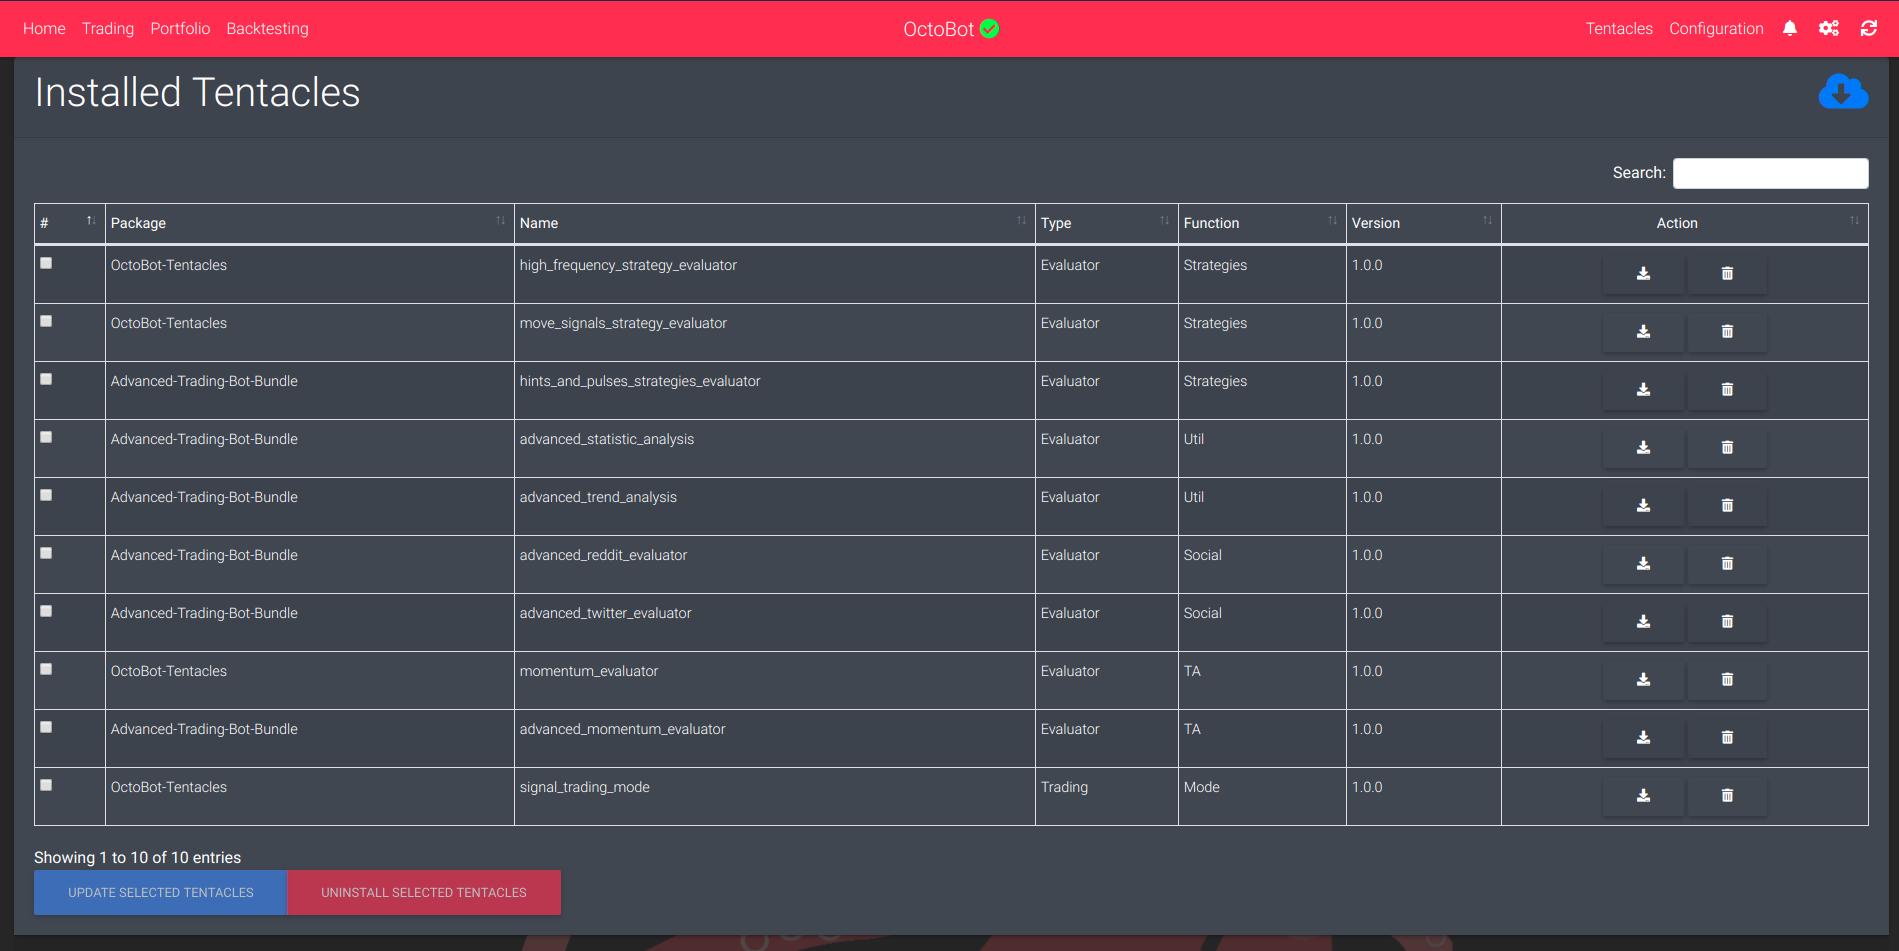 Home Trading Portfolio Backtesting OctoBot Tentacles Configuration
Installed Tentacles
Search:
# Package Name Type Function Version Action
OctoBot-Tentacles high_frequency_strategy_evaluator Evaluator Strategies 1.0.0
OctoBot-Tentacles move_signals_strategy_evaluator Evaluator Strategies 1.0.0
Advanced-Trading-Bot-Bundle hints_and_pulses_strategies_evaluator Evaluator Strategies 1.0.0
Advanced-Trading-Bot-Bundle advanced_statistic_analysis Evaluator Util 1.0.0
Advanced-Trading-Bot-Bundle advanced_trend_analysis Evaluator Util 1.0.0
Advanced-Trading-Bot-Bundle advanced_reddit_evaluator Evaluator Social 1.0.0
Advanced-Trading-Bot-Bundle advanced_twitter_evaluator Evaluator Social 1.0.0
OctoBot-Tentacles momentum_evaluator Evaluator TA 1.0.0
Advanced-Trading-Bot-Bundle advanced_momentum_evaluator Evaluator TA 1.0.0
OctoBot-Tentacles signal_trading_mode Trading Mode 1.0.0
Showing 1 to 10 of 10 entries
UPDATE SELECTED TENTACLES UNINSTALL SELECTED TENTACLES